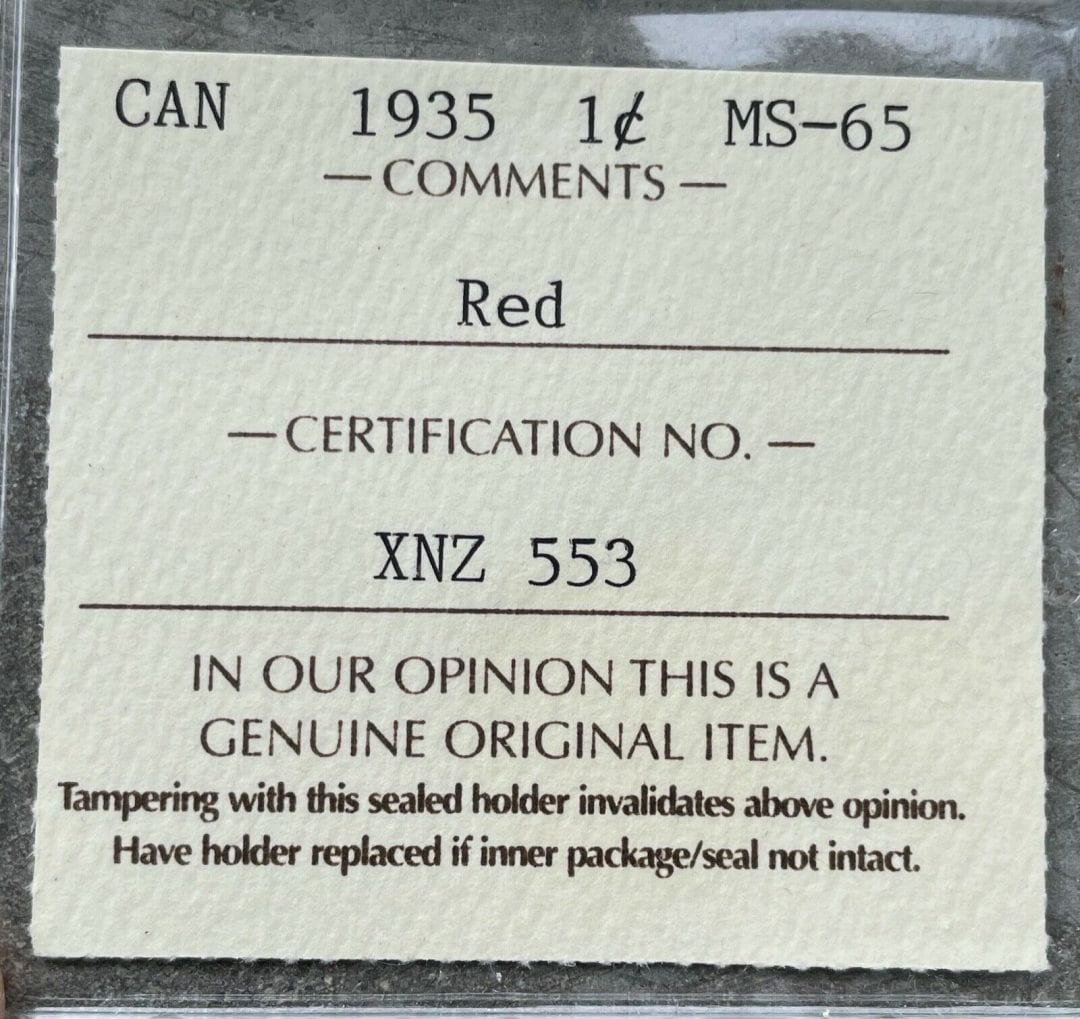 CAN 1935 1¢ MS-65
—COMMENTS—
Red
—CERTIFICATION NO.—
XNZ 553
IN OUR OPINION THIS IS A
GENUINE ORIGINAL ITEM.
Tampering with this sealed holder invalidates above opinion.
Have holder replaced if inner package/seal not intact.